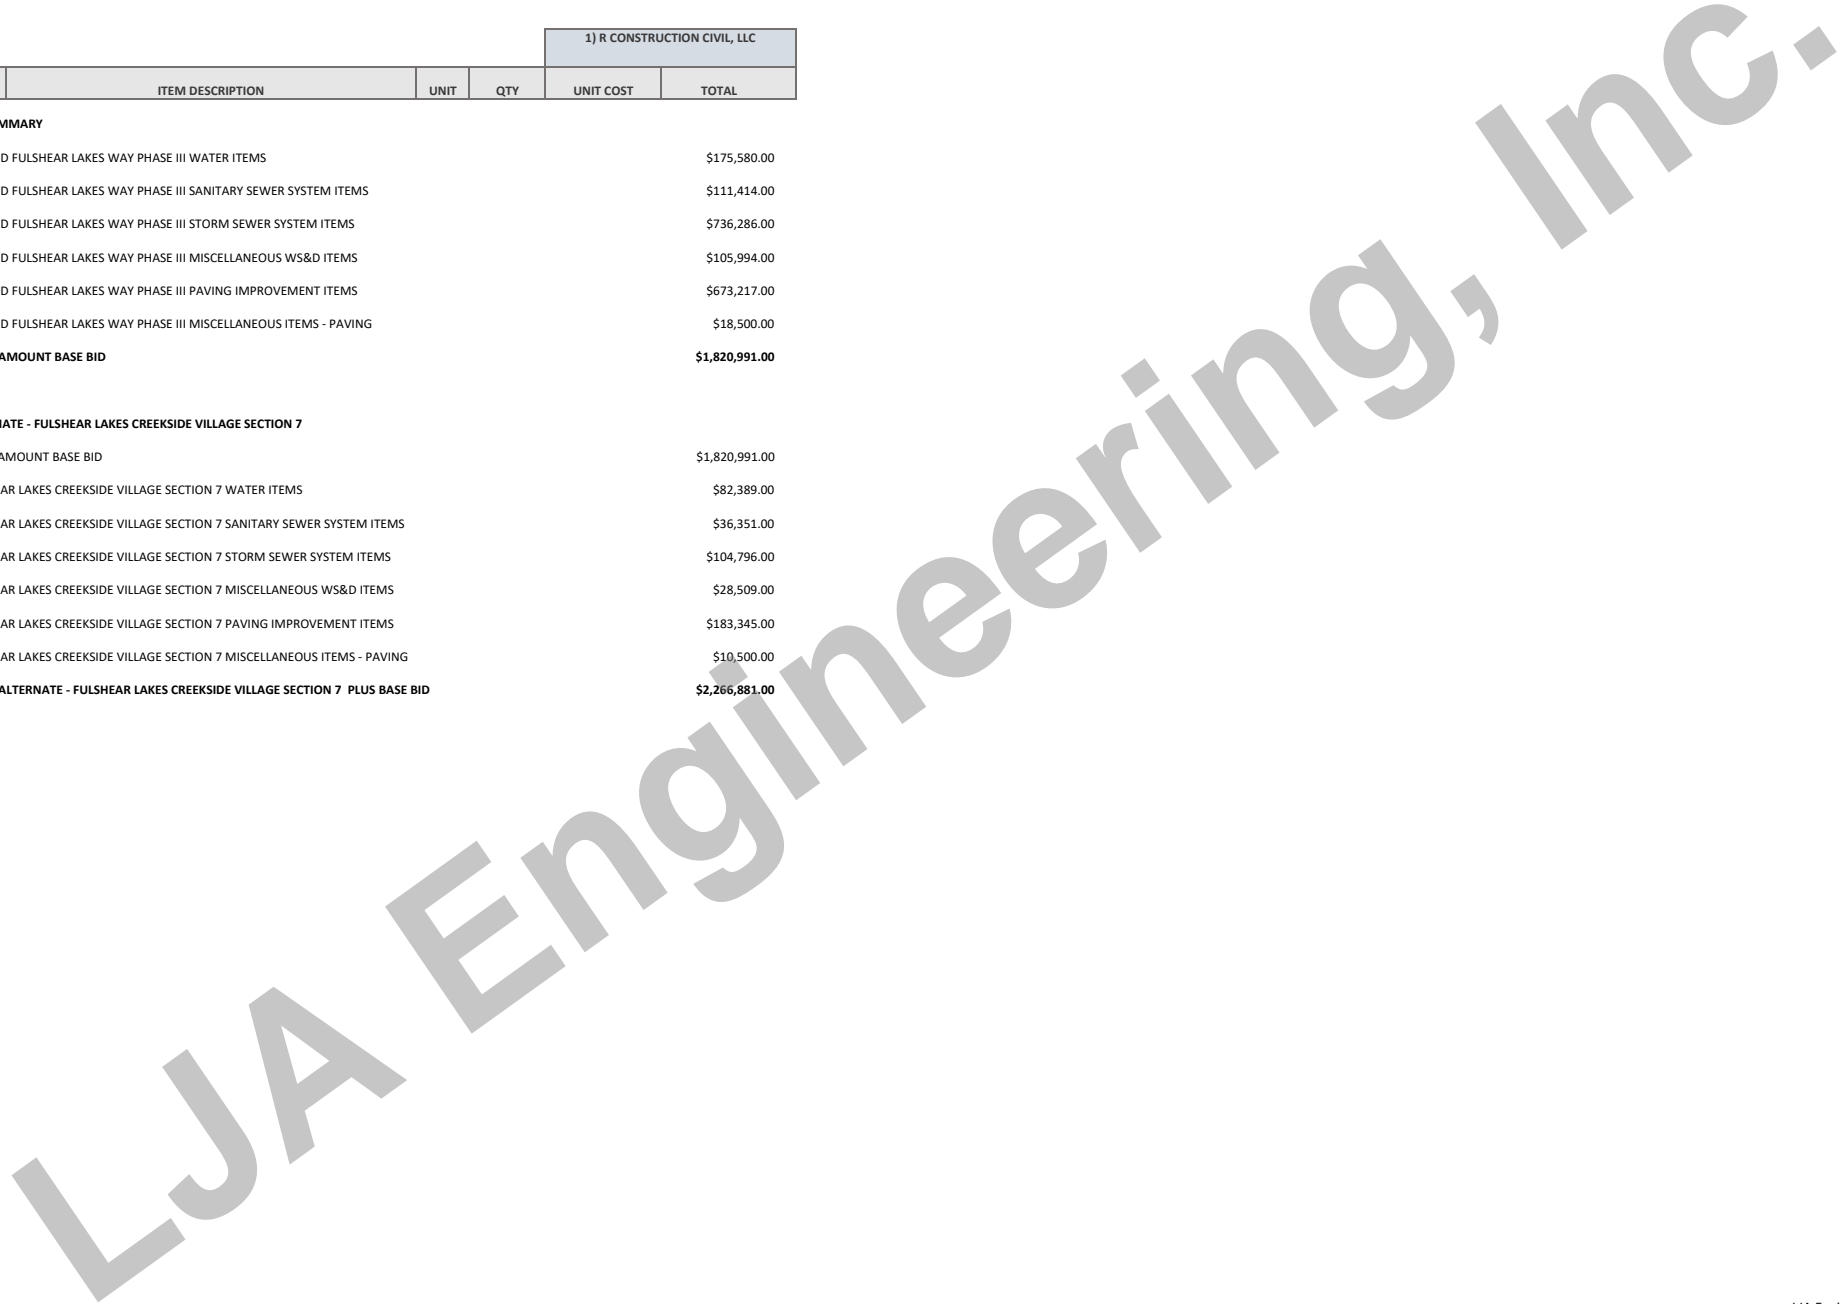 1) R CONSTRUCTION CIVIL, LLC
ITEM DESCRIPTION UNIT QTY UNIT COST TOTAL
MMARY
D FULSHEAR LAKES WAY PHASE III WATER ITEMS $175,580.00
D FULSHEAR LAKES WAY PHASE III SANITARY SEWER SYSTEM ITEMS $111,414.00
D FULSHEAR LAKES WAY PHASE III STORM SEWER SYSTEM ITEMS $736,286.00
D FULSHEAR LAKES WAY PHASE III MISCELLANEOUS WS&D ITEMS $105,994.00
D FULSHEAR LAKES WAY PHASE III PAVING IMPROVEMENT ITEMS $673,217.00
D FULSHEAR LAKES WAY PHASE III MISCELLANEOUS ITEMS - PAVING $18,500.00
AMOUNT BASE BID $1,820,991.00
IATE - FULSHEAR LAKES CREEKSIDE VILLAGE SECTION 7
AMOUNT BASE BID $1,820,991.00
AR LAKES CREEKSIDE VILLAGE SECTION 7 WATER ITEMS $82,389.00
AR LAKES CREEKSIDE VILLAGE SECTION 7 SANITARY SEWER SYSTEM ITEMS $36,351.00
AR LAKES CREEKSIDE VILLAGE SECTION 7 STORM SEWER SYSTEM ITEMS $104,796.00
AR LAKES CREEKSIDE VILLAGE SECTION 7 MISCELLANEOUS WS&D ITEMS $28,509.00
AR LAKES CREEKSIDE VILLAGE SECTION 7 PAVING IMPROVEMENT ITEMS $183,345.00
AR LAKES CREEKSIDE VILLAGE SECTION 7 MISCELLANEOUS ITEMS - PAVING $10,500.00
ALTERNATE - FULSHEAR LAKES CREEKSIDE VILLAGE SECTION 7 PLUS BASE BID $2,266,881.00
LJA Engineering, Inc.